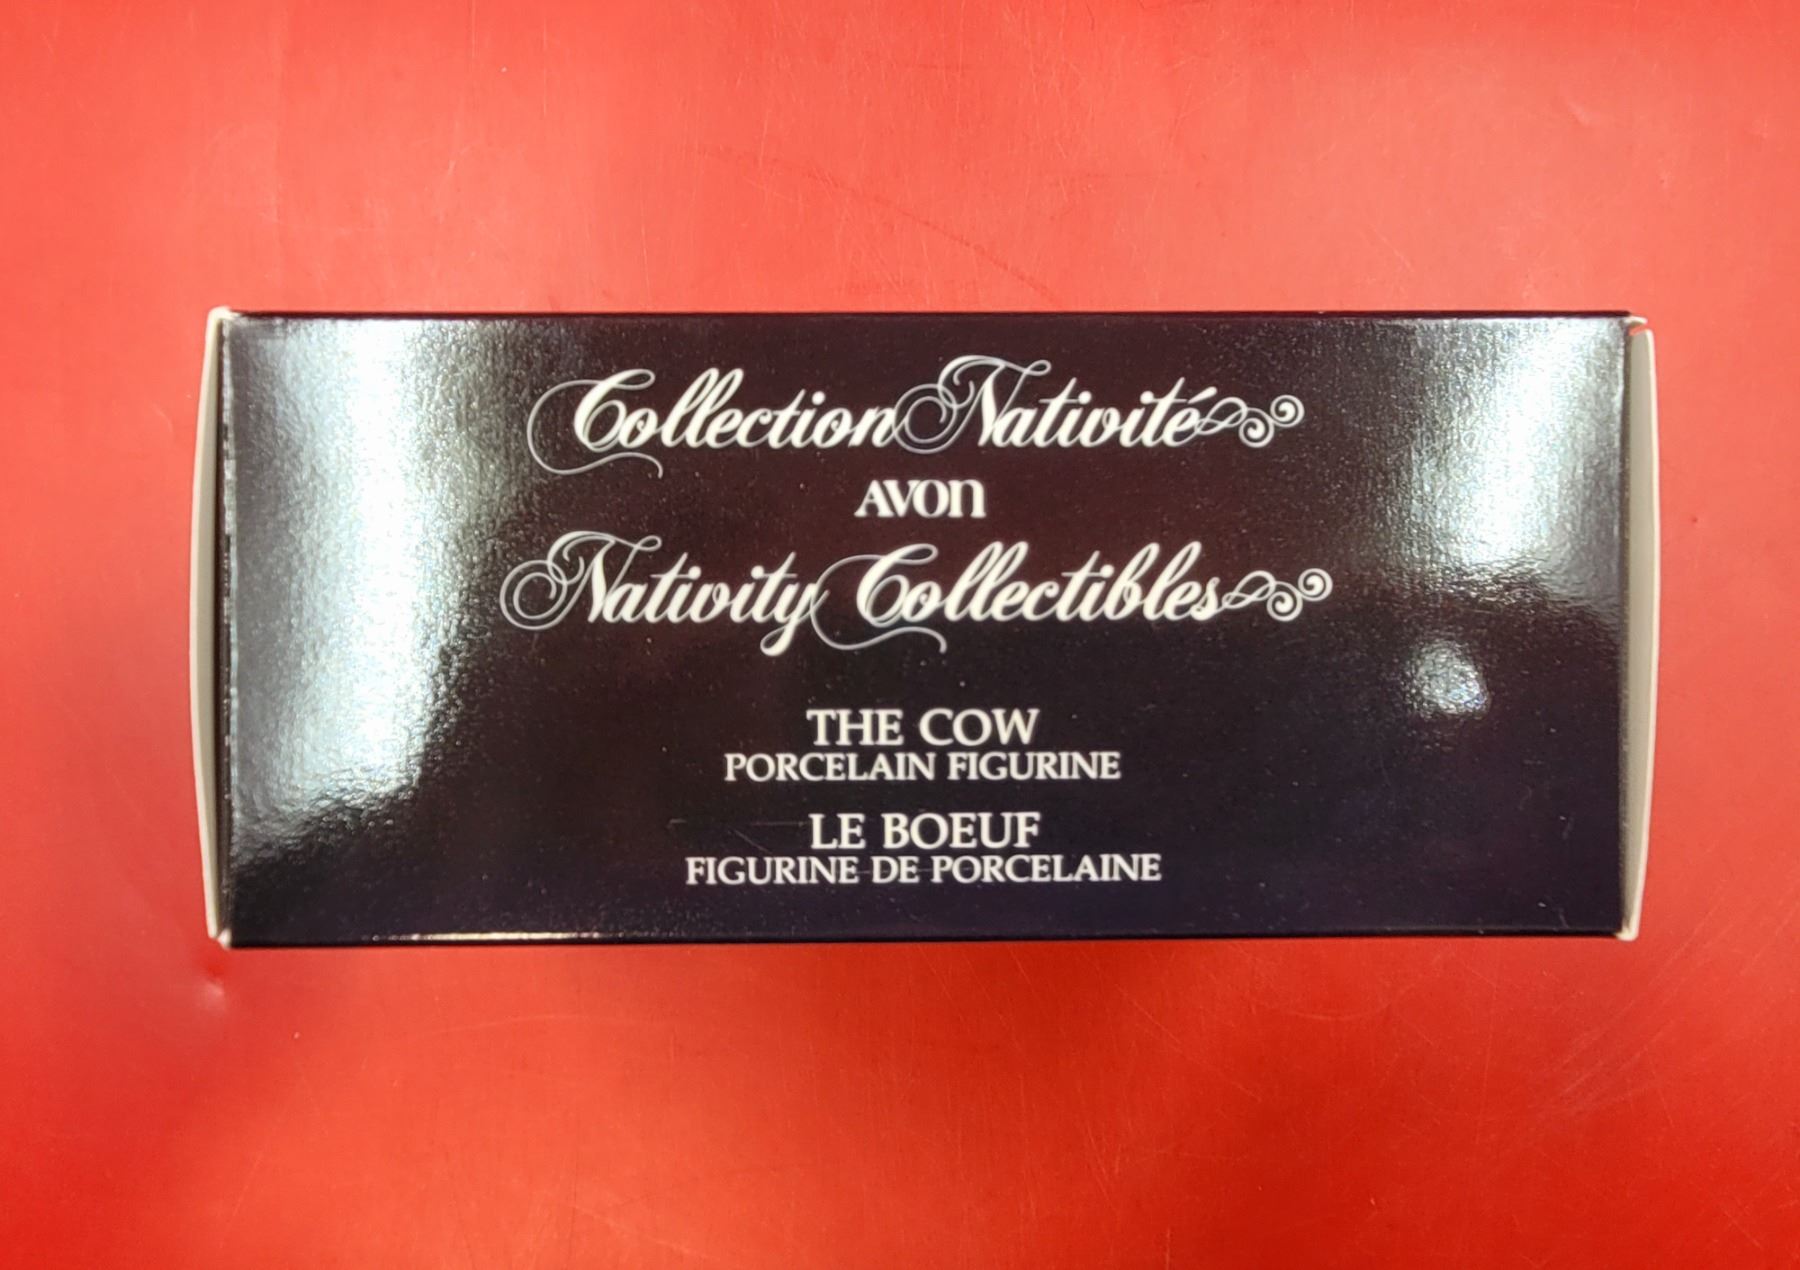 Collection Nativité
AVON
Nativity Collectibles
THE COW
PORCELAIN FIGURINE
LE BOEUF
FIGURINE DE PORCELAINE